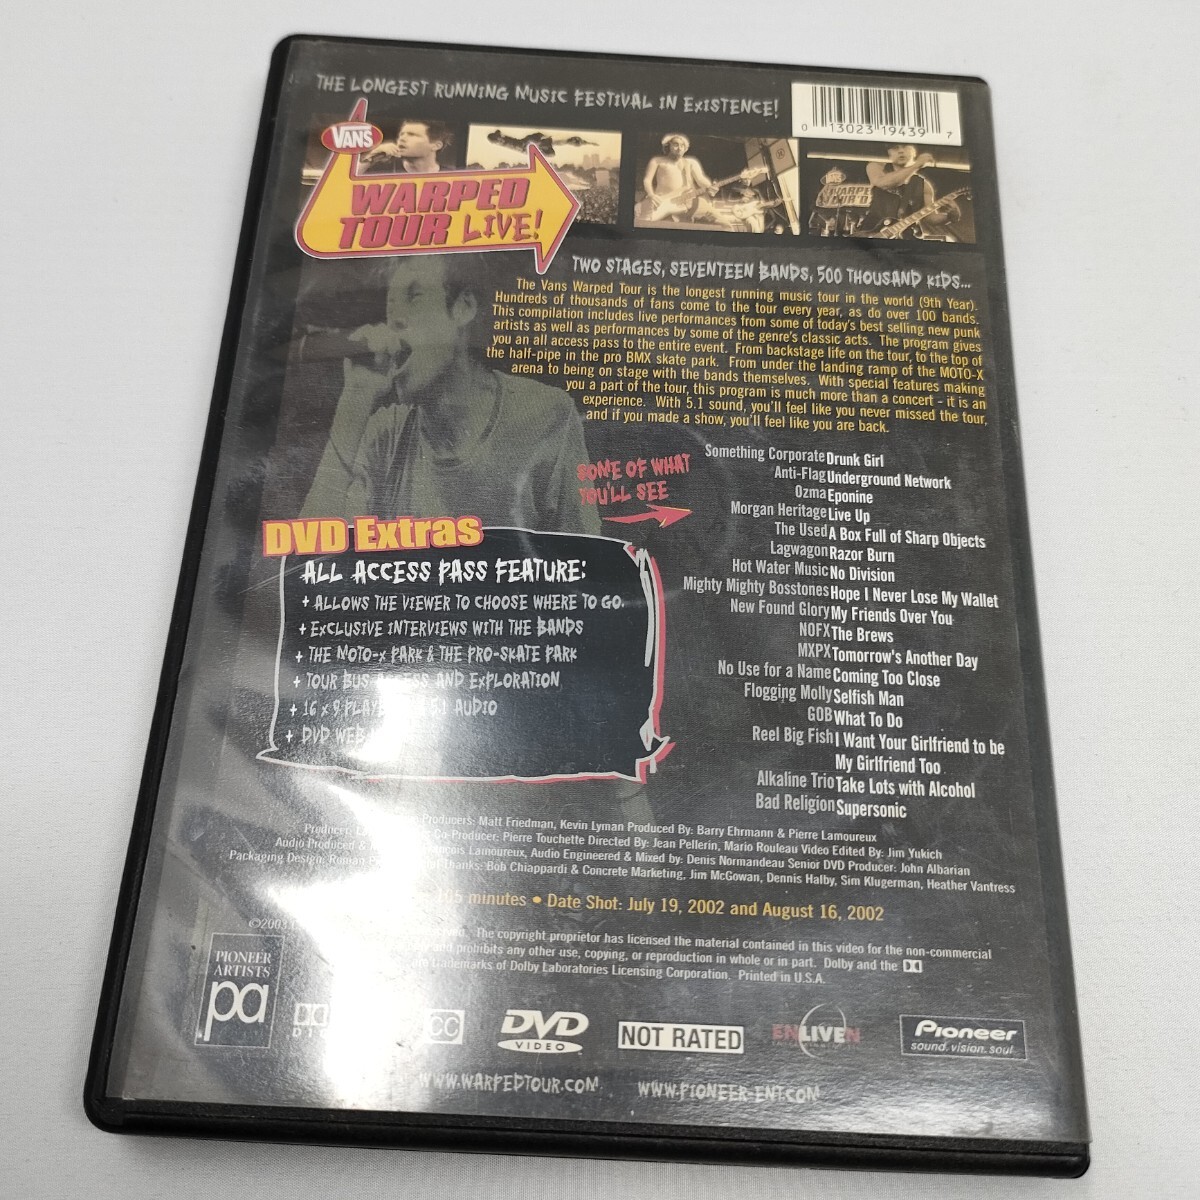 THE LONGEST RUNNING MUSIC FESTIVAL IN EXISTENCE!
0 13023 19439 7
VANS
WARPED
TOUR LIVE!
TWO STAGES, SEVENTEEN BANDS, 500 THOUSAND KIDS...
The Vans Warped Tour is the longest running music tour in the world (9th Year).
Hundreds of thousands of fans come to the tour every year, as do over 100 bands.
This compilation includes live performances from some of today's best selling new punk
artists as well as performances by some of the genre's classic acts. The program gives
you an all access pass to the entire event. From backstage life on the tour, to the top of
the half-pipe in the pro BMX skate park. From under the landing ramp of the MOTO-X
arena to being on stage with the bands themselves. With special features making
you a part of the tour, this program is much more than a concert - it is an
experience. With 5.1 sound, you'll feel like you never missed the tour,
and if you made a show, you'll feel like you are back.
SOME OF WHAT
YOU'LL SEE
Something Corporate Drunk Girl
Anti-Flag Underground Network
Ozma Eponine
Morgan Heritage Live Up
The Used A Box Full of Sharp Objects
Lagwagon Razor Burn
Hot Water Music No Division
Mighty Mighty Bosstones Hope I Never Lose My Wallet
New Found Glory My Friends Over You
NOFX The Brews
MXPX Tomorrow's Another Day
No Use for a Name Coming Too Close
Flogging Molly Selfish Man
GOB What To Do
Reel Big Fish I Want Your Girlfriend to be
My Girlfriend Too
Alkaline Trio Take Lots with Alcohol
Bad Religion Supersonic
DVD Extras
ALL ACCESS PASS FEATURE:
+ ALLOWS THE VIEWER TO CHOOSE WHERE TO GO.
+ EXCLUSIVE INTERVIEWS WITH THE BANDS
+ THE MOTO-X PARK & THE PRO-SKATE PARK
+ TOUR BUS ACCESS AND EXPLORATION
+ 16 x 9 5.1 AUDIO
+ DVD WEB
Producers: Matt Friedman, Kevin Lyman Produced By: Barry Ehrmann & Pierre Lamoureux
Co-Producer: Pierre Touchette Directed By: Jean Pellerin, Mario Rouleau Video Edited By: Jim Yukich
Audio Produced & Lamoureux, Audio Engineered & Mixed by: Denis Normandeau Senior DVD Producer: John Albarian
Packaging Design: Thanks: Bob Chiappardi & Concrete Marketing, Jim McGowan, Dennis Halby, Sim Klugerman, Heather Vantress
minutes • Date Shot: July 19, 2002 and August 16, 2002
©2003
The copyright proprietor has licensed the material contained in this video for the non-commercial
and prohibits any other use, copying, or reproduction in whole or in part. Dolby and the
trademarks of Dolby Laboratories Licensing Corporation. Printed in U.S.A.
PIONEER
ARTISTS
pa
CC
DVD
VIDEO
NOT RATED
ENLIVEN
Pioneer
sound.vision.soul
WWW.WARPEDTOUR.COM
WWW.PIONEER-ENT.COM
WARPED
TOUR'0